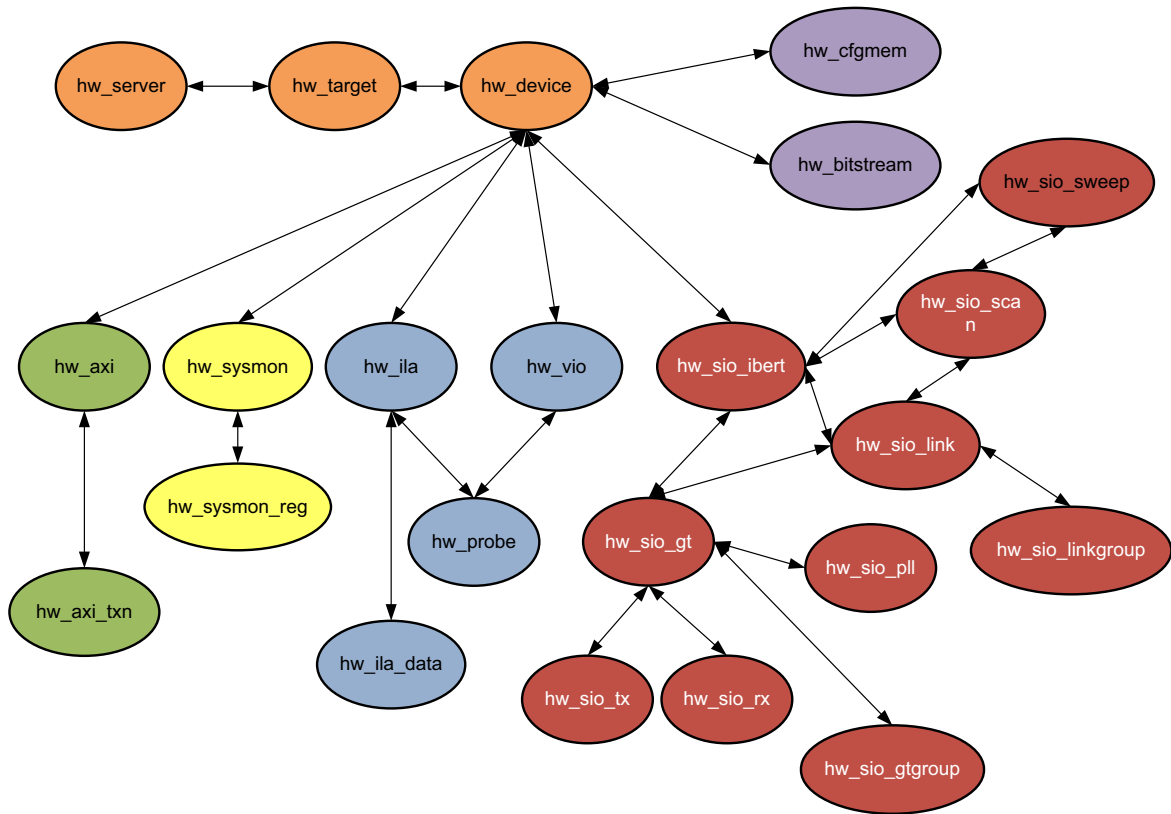 hw_cfgmem
hw_server
hw_target
hw_device
hw_bitstream
hw_sio_sweep
hw_sio_sca
n
hw_axi
hw_sysmon
hw_ila
hw_vio
hw_sio_ibert
hw_sio_link
hw_sysmon_reg
hw_probe
hw_sio_gt
hw_sio_linkgroup
hw_sio_pll
hw_axi_txn
hw_ila_data
hw_sio_tx
hw_sio_rx
hw_sio_gtgroup